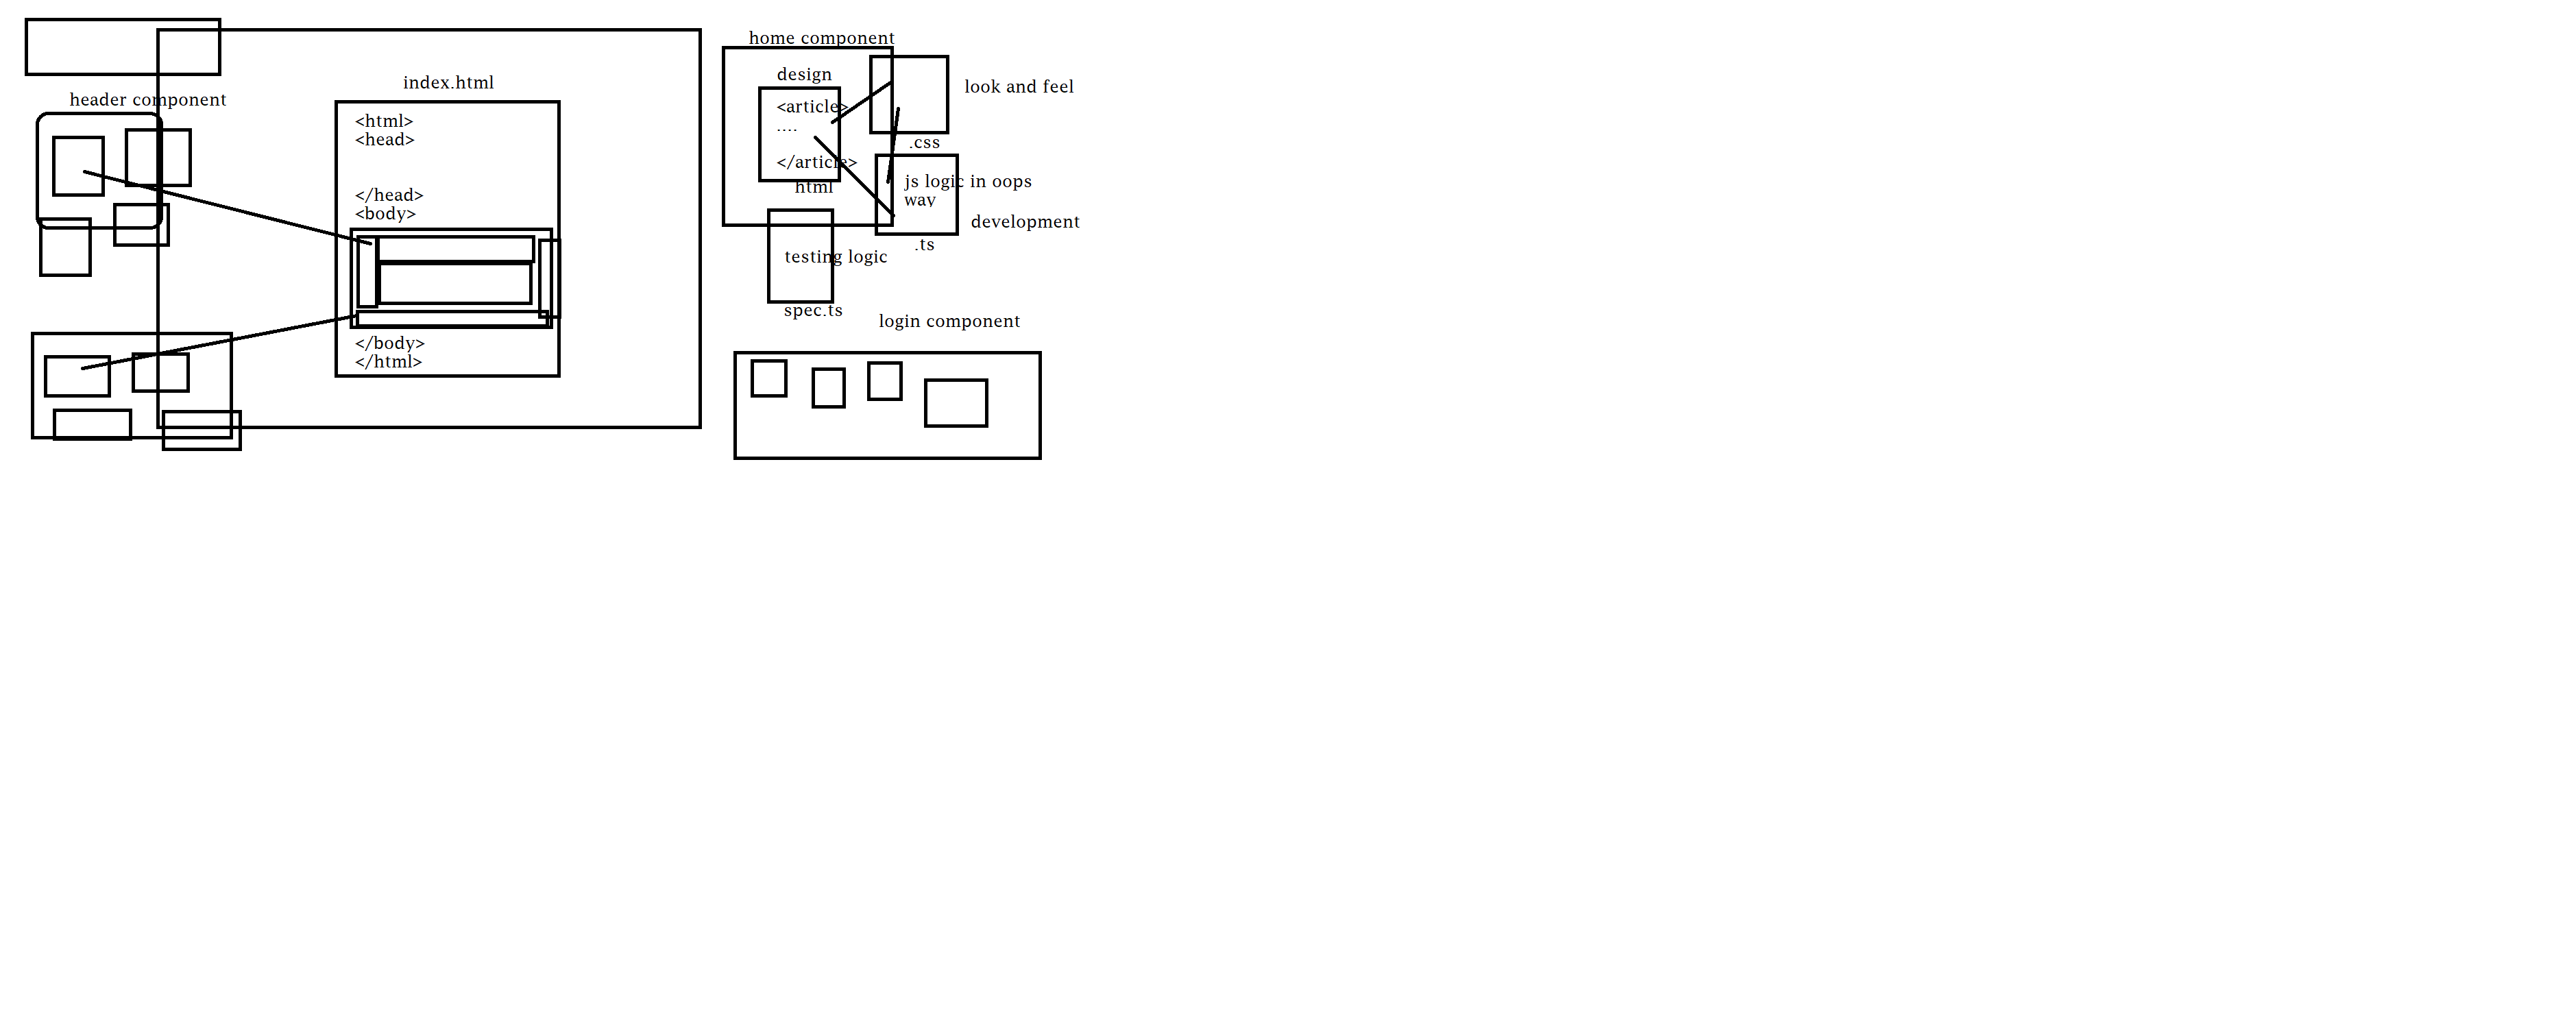 header component
index.html
<html>
<head>
</head>
<body>
</body>
</html>
home component
design
<article>
....
</article>
html
look and feel
.css
js logic in oops
way
development
.ts
testing logic
spec.ts
login component